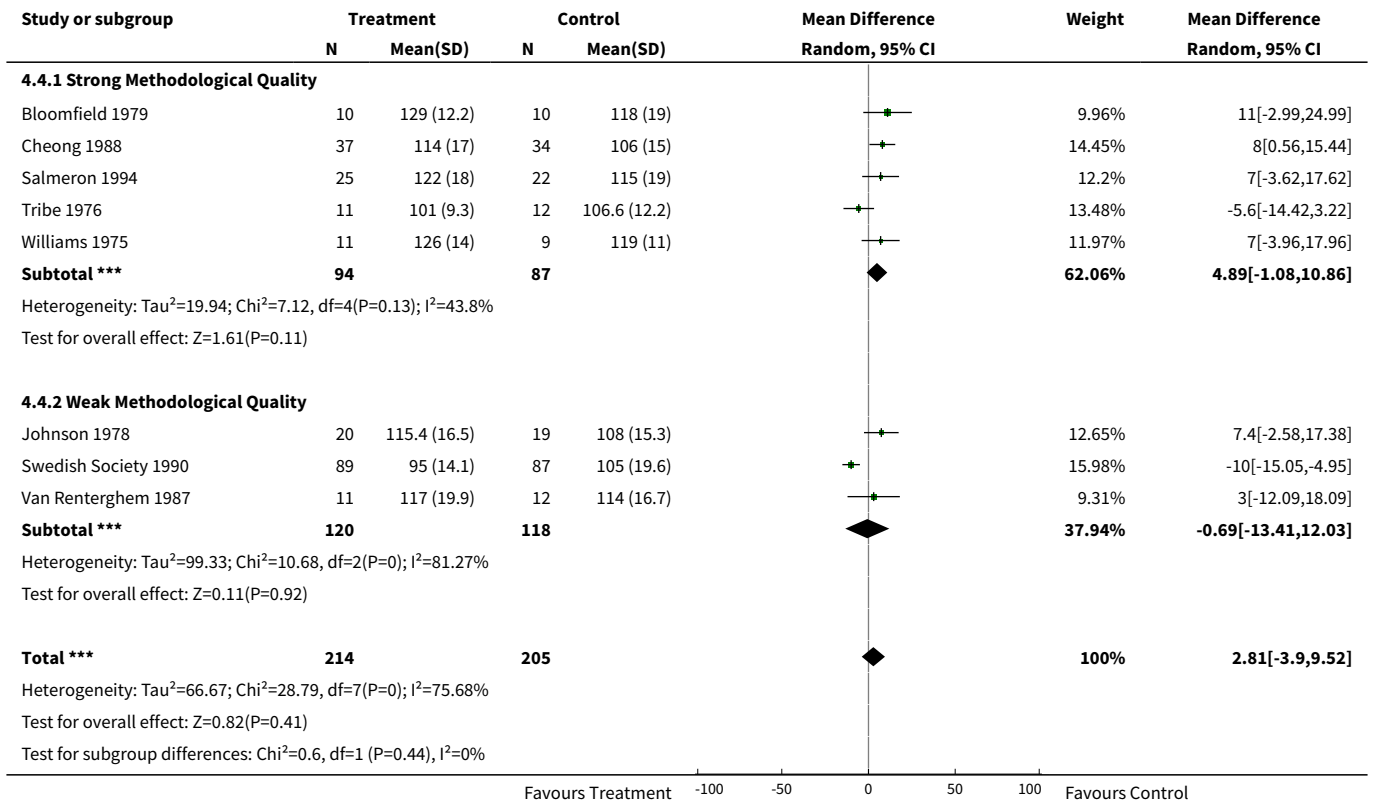 Study or subgroup Treatment Control Mean Difference Weight Mean Difference
N Mean(SD) N Mean(SD) Random, 95% CI Random, 95% CI
4.4.1 Strong Methodological Quality
Bloomfield 1979 10 129 (12.2) 10 118 (19) 9.96% 11[-2.99,24.99]
Cheong 1988 37 114 (17) 34 106 (15) 14.45% 8[0.56,15.44]
Salmeron 1994 25 122 (18) 22 115 (19) 12.2% 7[-3.62,17.62]
Tribe 1976 11 101 (9.3) 12 106.6 (12.2) 13.48% -5.6[-14.42,3.22]
Williams 1975 11 126 (14) 9 119 (11) 11.97% 7[-3.96,17.96]
Subtotal *** 94 87 62.06% 4.89[-1.08,10.86]
Heterogeneity: Tau²=19.94; Chi²=7.12, df=4(P=0.13); I²=43.8%
Test for overall effect: Z=1.61(P=0.11)
4.4.2 Weak Methodological Quality
Johnson 1978 20 115.4 (16.5) 19 108 (15.3) 12.65% 7.4[-2.58,17.38]
Swedish Society 1990 89 95 (14.1) 87 105 (19.6) 15.98% -10[-15.05,-4.95]
Van Renterghem 1987 11 117 (19.9) 12 114 (16.7) 9.31% 3[-12.09,18.09]
Subtotal *** 120 118 37.94% -0.69[-13.41,12.03]
Heterogeneity: Tau²=99.33; Chi²=10.68, df=2(P=0); I²=81.27%
Test for overall effect: Z=0.11(P=0.92)
Total *** 214 205 100% 2.81[-3.9,9.52]
Heterogeneity: Tau²=66.67; Chi²=28.79, df=7(P=0); I²=75.68%
Test for overall effect: Z=0.82(P=0.41)
Test for subgroup differences: Chi²=0.6, df=1 (P=0.44), I²=0%
Favours Treatment -100 -50 0 50 100 Favours Control